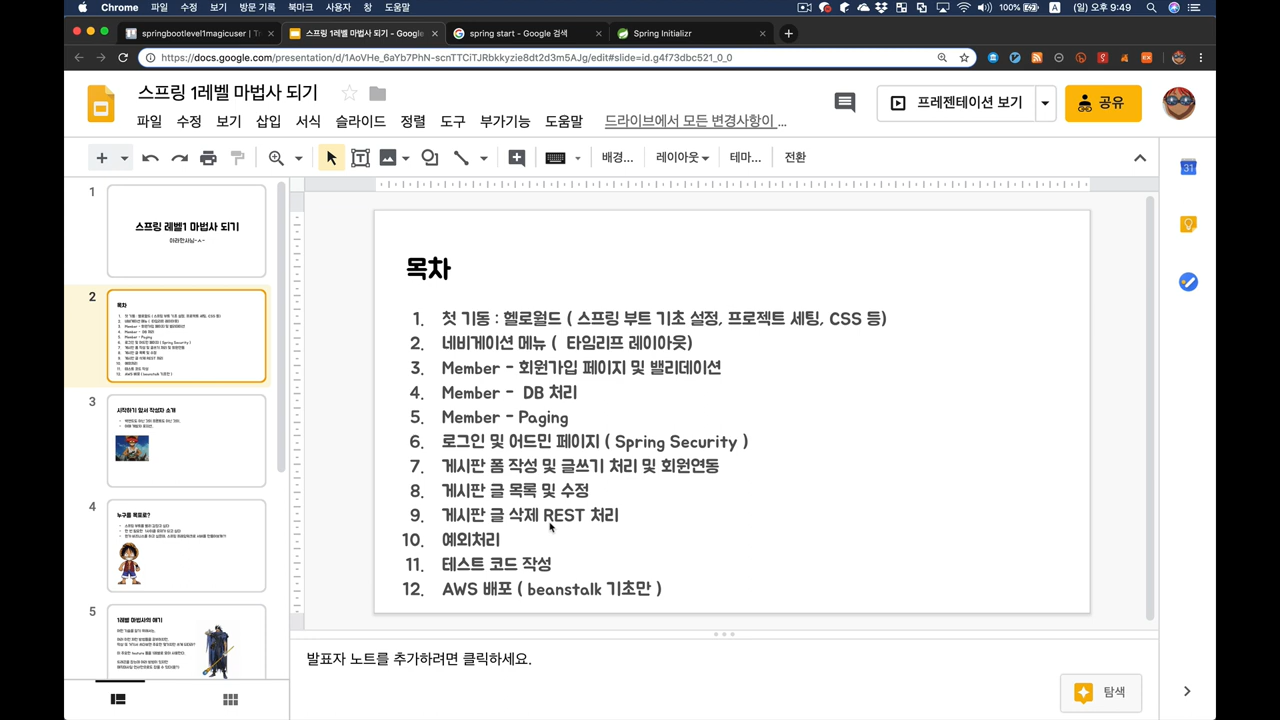 Chrome 파일 수정 보기 방문 기록 북마크 사용자 창 도움말 100% A (일) 오후 9:49
springbootlevel1magicuser | Tr
스프링 1레벨 마법사 되기 - Google
spring start - Google 검색
Spring Initializr
https://docs.google.com/presentation/d/1AoVHe_6aYb7PhN-scnTTCiTJRbkkyzie8dt2d3m5AJg/edit#slide=id.g4f73dbc521_0_0
스프링 1레벨 마법사 되기
파일 수정 보기 삽입 서식 슬라이드 정렬 도구 부가기능 도움말 드라이브에서 모든 변경사항이 ...
프레젠테이션 보기
공유
배경... 레이아웃 테마... 전환
31
1
스프링 레벨1 마법사 되기
2
목차
3
시작하기 앞서 작성자 소개
4
누구를 목표로?
5
1레벨 마법사의 얘기
목차
1. 첫 기동 : 헬로월드 ( 스프링 부트 기초 설정, 프로젝트 세팅, CSS 등)
2. 네비게이션 메뉴 ( 타임리프 레이아웃)
3. Member - 회원가입 페이지 및 밸리데이션
4. Member - DB 처리
5. Member - Paging
6. 로그인 및 어드민 페이지 ( Spring Security )
7. 게시판 폼 작성 및 글쓰기 처리 및 회원연동
8. 게시판 글 목록 및 수정
9. 게시판 글 삭제 REST 처리
10. 예외처리
11. 테스트 코드 작성
12. AWS 배포 ( beanstalk 기초만 )
발표자 노트를 추가하려면 클릭하세요.
탐색